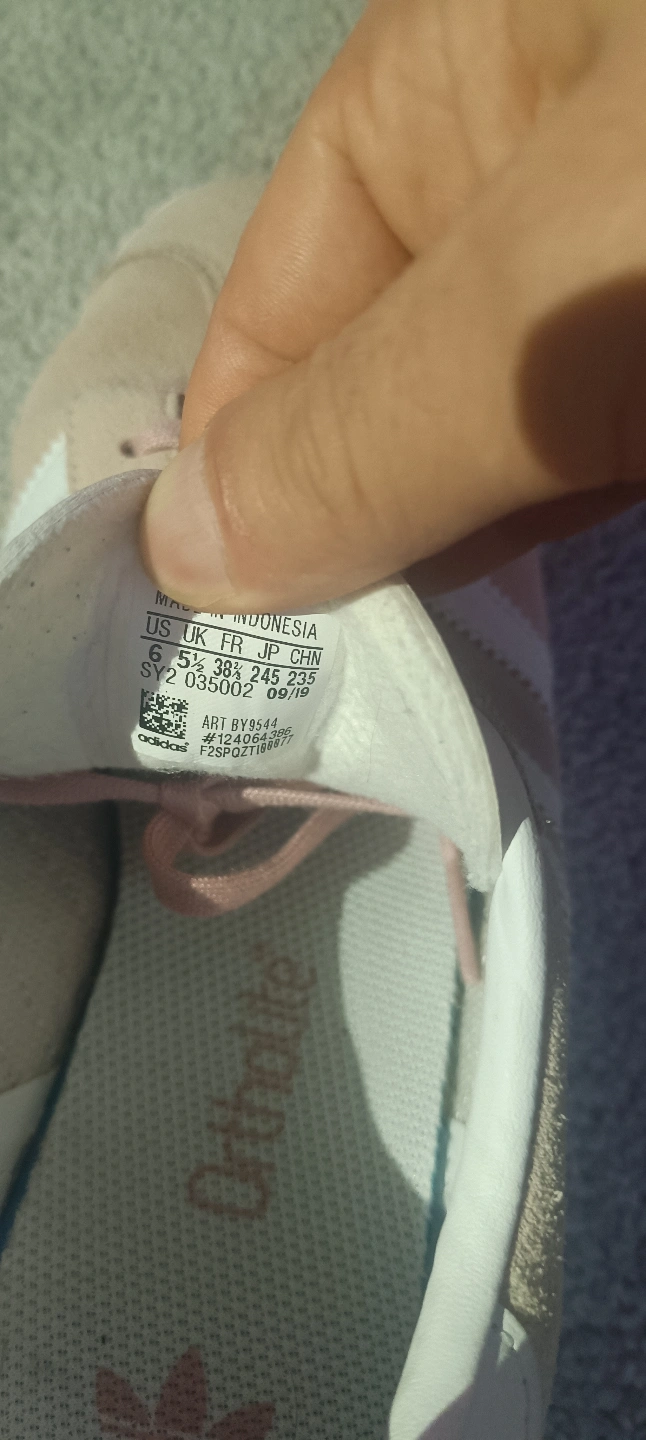 IN INDONESIA
US UK FR JP CHN
6 5½ 38⅔ 245 235
SY2 035002 09/19
ART BY9544
#124064386
adidas
Ortholite